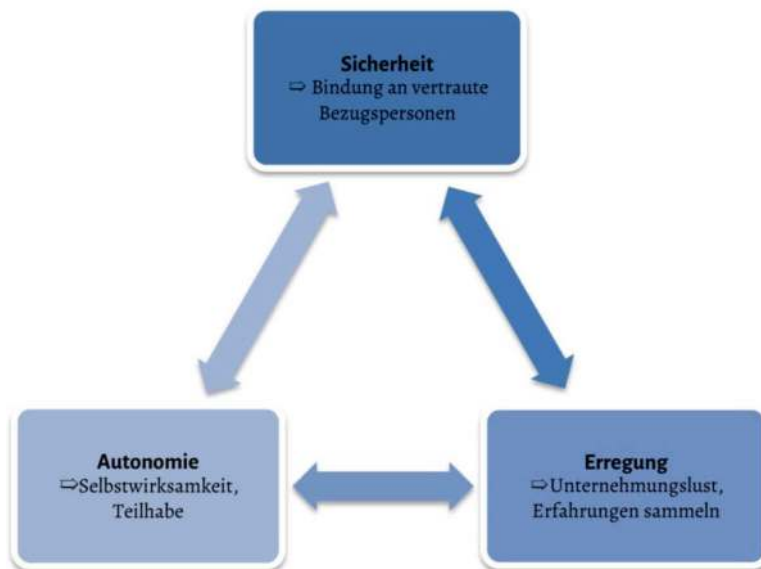 Sicherheit
⇨ Bindung an vertraute
Bezugspersonen
Autonomie
⇨Selbstwirksamkeit,
Teilhabe
Erregung
⇨Unternehmungslust,
Erfahrungen sammeln